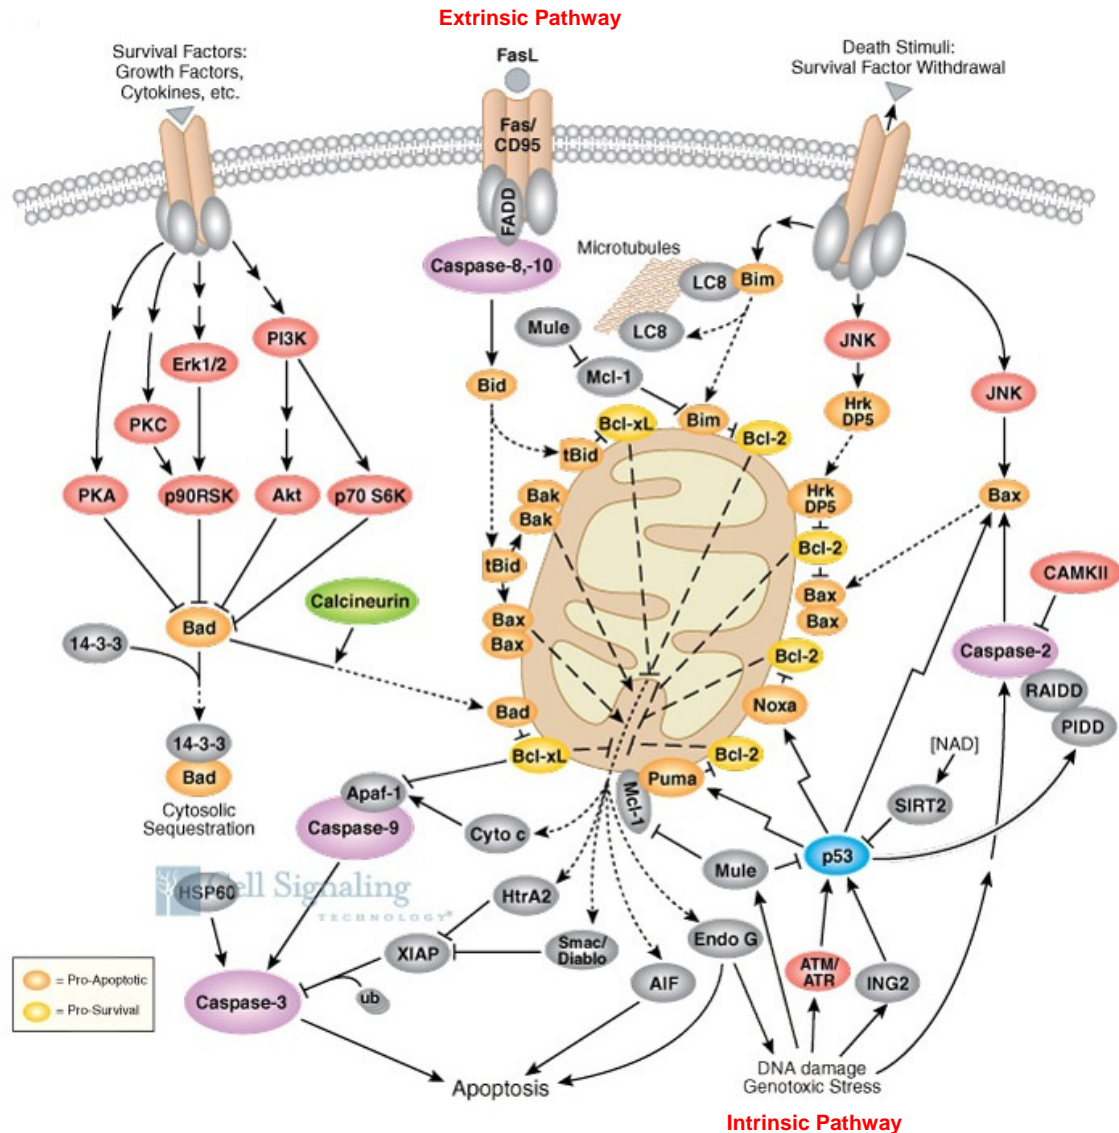 Extrinsic Pathway
Survival Factors:
Growth Factors,
Cytokines, etc.
FasL
Death Stimuli:
Survival Factor Withdrawal
Fas/
CD95
FADD
Caspase-8,-10
Microtubules
LC8
Bim
LC8
Mule
Mcl-1
PI3K
Erk1/2
PKC
PKA
p90RSK
Akt
p70 S6K
Bid
tBid
Bcl-xL
Bim
Bcl-2
JNK
Hrk
DP5
JNK
Bax
Bak
Bak
Hrk
DP5
Bcl-2
Bax
Bax
tBid
Bax
Bax
CAMKII
Calcineurin
14-3-3
Bad
Caspase-2
RAIDD
PIDD
Bcl-2
Noxa
Bad
Bcl-xL
Bcl-2
Puma
Mcl-1
14-3-3
Bad
Cytosolic
Sequestration
[NAD]
SIRT2
Apaf-1
Caspase-9
Cyto c
p53
Mule
HSP60
Cell Signaling
TECHNOLOGY®
HtrA2
XIAP
Smac/
Diablo
Endo G
AIF
ATM/
ATR
ING2
ub
Caspase-3
= Pro-Apoptotic
= Pro-Survival
Apoptosis
DNA damage
Genotoxic Stress
Intrinsic Pathway